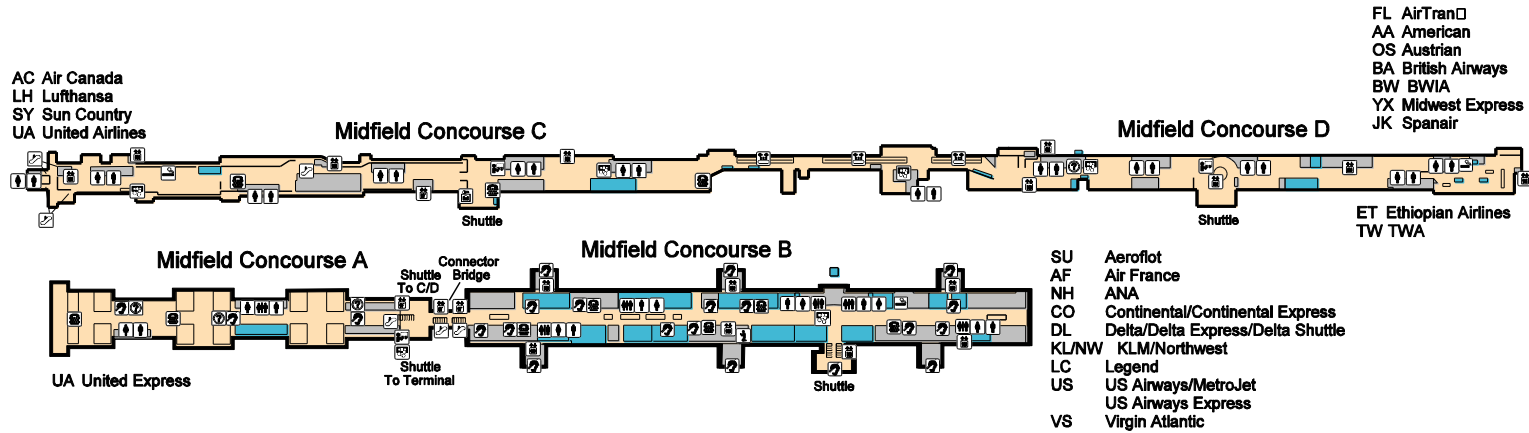 FL AirTran
AA American
OS Austrian
BA British Airways
BW BWIA
YX Midwest Express
JK Spanair
AC Air Canada
LH Lufthansa
SY Sun Country
UA United Airlines
Midfield Concourse C
Midfield Concourse D
Shuttle
Shuttle
ET Ethiopian Airlines
TW TWA
Midfield Concourse A
Midfield Concourse B
Shuttle
To C/D
Connector
Bridge
Shuttle
To Terminal
Shuttle
UA United Express
SU Aeroflot
AF Air France
NH ANA
CO Continental/Continental Express
DL Delta/Delta Express/Delta Shuttle
KL/NW KLM/Northwest
LC Legend
US US Airways/MetroJet
US Airways Express
VS Virgin Atlantic